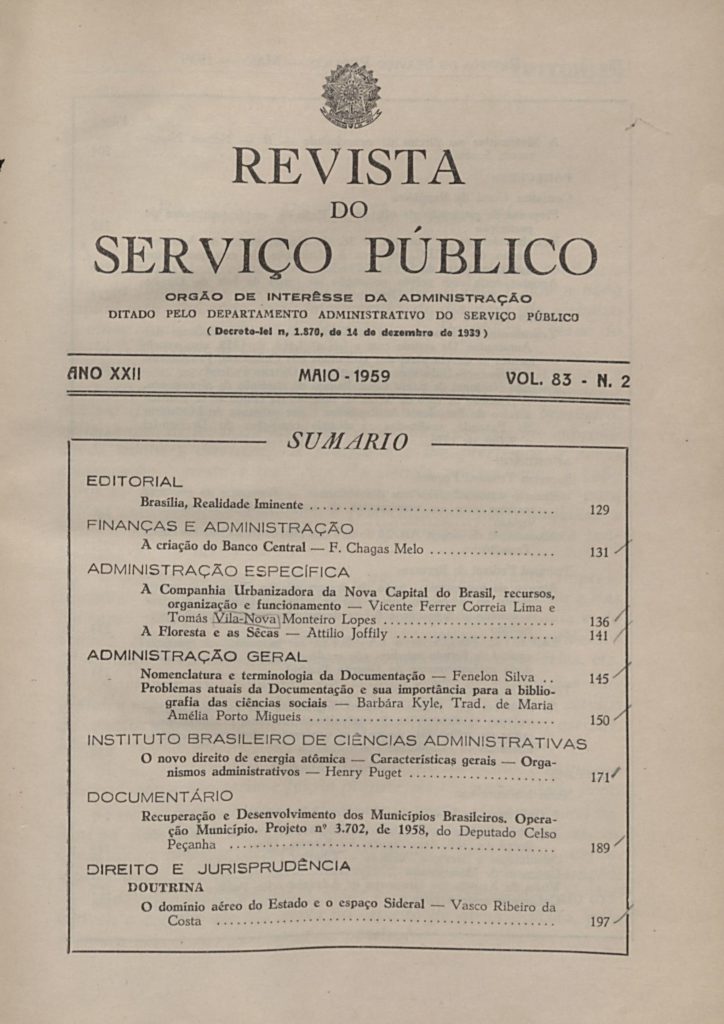 REVISTA
DO
SERVIÇO PÚBLICO
ORGÃO DE INTERÊSSE DA ADMINISTRAÇÃO
DITADO PELO DEPARTAMENTO ADMINISTRATIVO DO SERVIÇO PÚBLICO
( Decreto-lei n, 1.870, de 14 de dezembro de 1939 )
ANO XXII MAIO - 1959 VOL. 83 - N. 2
SUMARIO
EDITORIAL
Brasília, Realidade Iminente .................................. 129
FINANÇAS E ADMINISTRAÇÃO
A criação do Banco Central — F. Chagas Melo ................. 131
ADMINISTRAÇÃO ESPECÍFICA
A Companhia Urbanizadora da Nova Capital do Brasil, recursos,
organização e funcionamento — Vicente Ferrer Correia Lima e
Tomás Vila-Nova Monteiro Lopes ........................ 136
A Floresta e as Sêcas — Attílio Joffily ...................... 141
ADMINISTRAÇÃO GERAL
Nomenclatura e terminologia da Documentação — Fenelon Silva .. 145
Problemas atuais da Documentação e sua importância para a biblio-
grafia das ciências sociais — Barbára Kyle, Trad. de Maria
Amélia Porto Migueis .................................. 150
INSTITUTO BRASILEIRO DE CIÊNCIAS ADMINISTRATIVAS
O novo direito de energia atômica — Características gerais — Orga-
nismos administrativos — Henry Puget .................... 171
DOCUMENTÁRIO
Recuperação e Desenvolvimento dos Municípios Brasileiros. Opera-
ção Município. Projeto nº 3.702, de 1958, do Deputado Celso
Peçanha ............................................. 189
DIREITO E JURISPRUDÊNCIA
DOUTRINA
O domínio aéreo do Estado e o espaço Sideral — Vasco Ribeiro da
Costa ............................................... 197